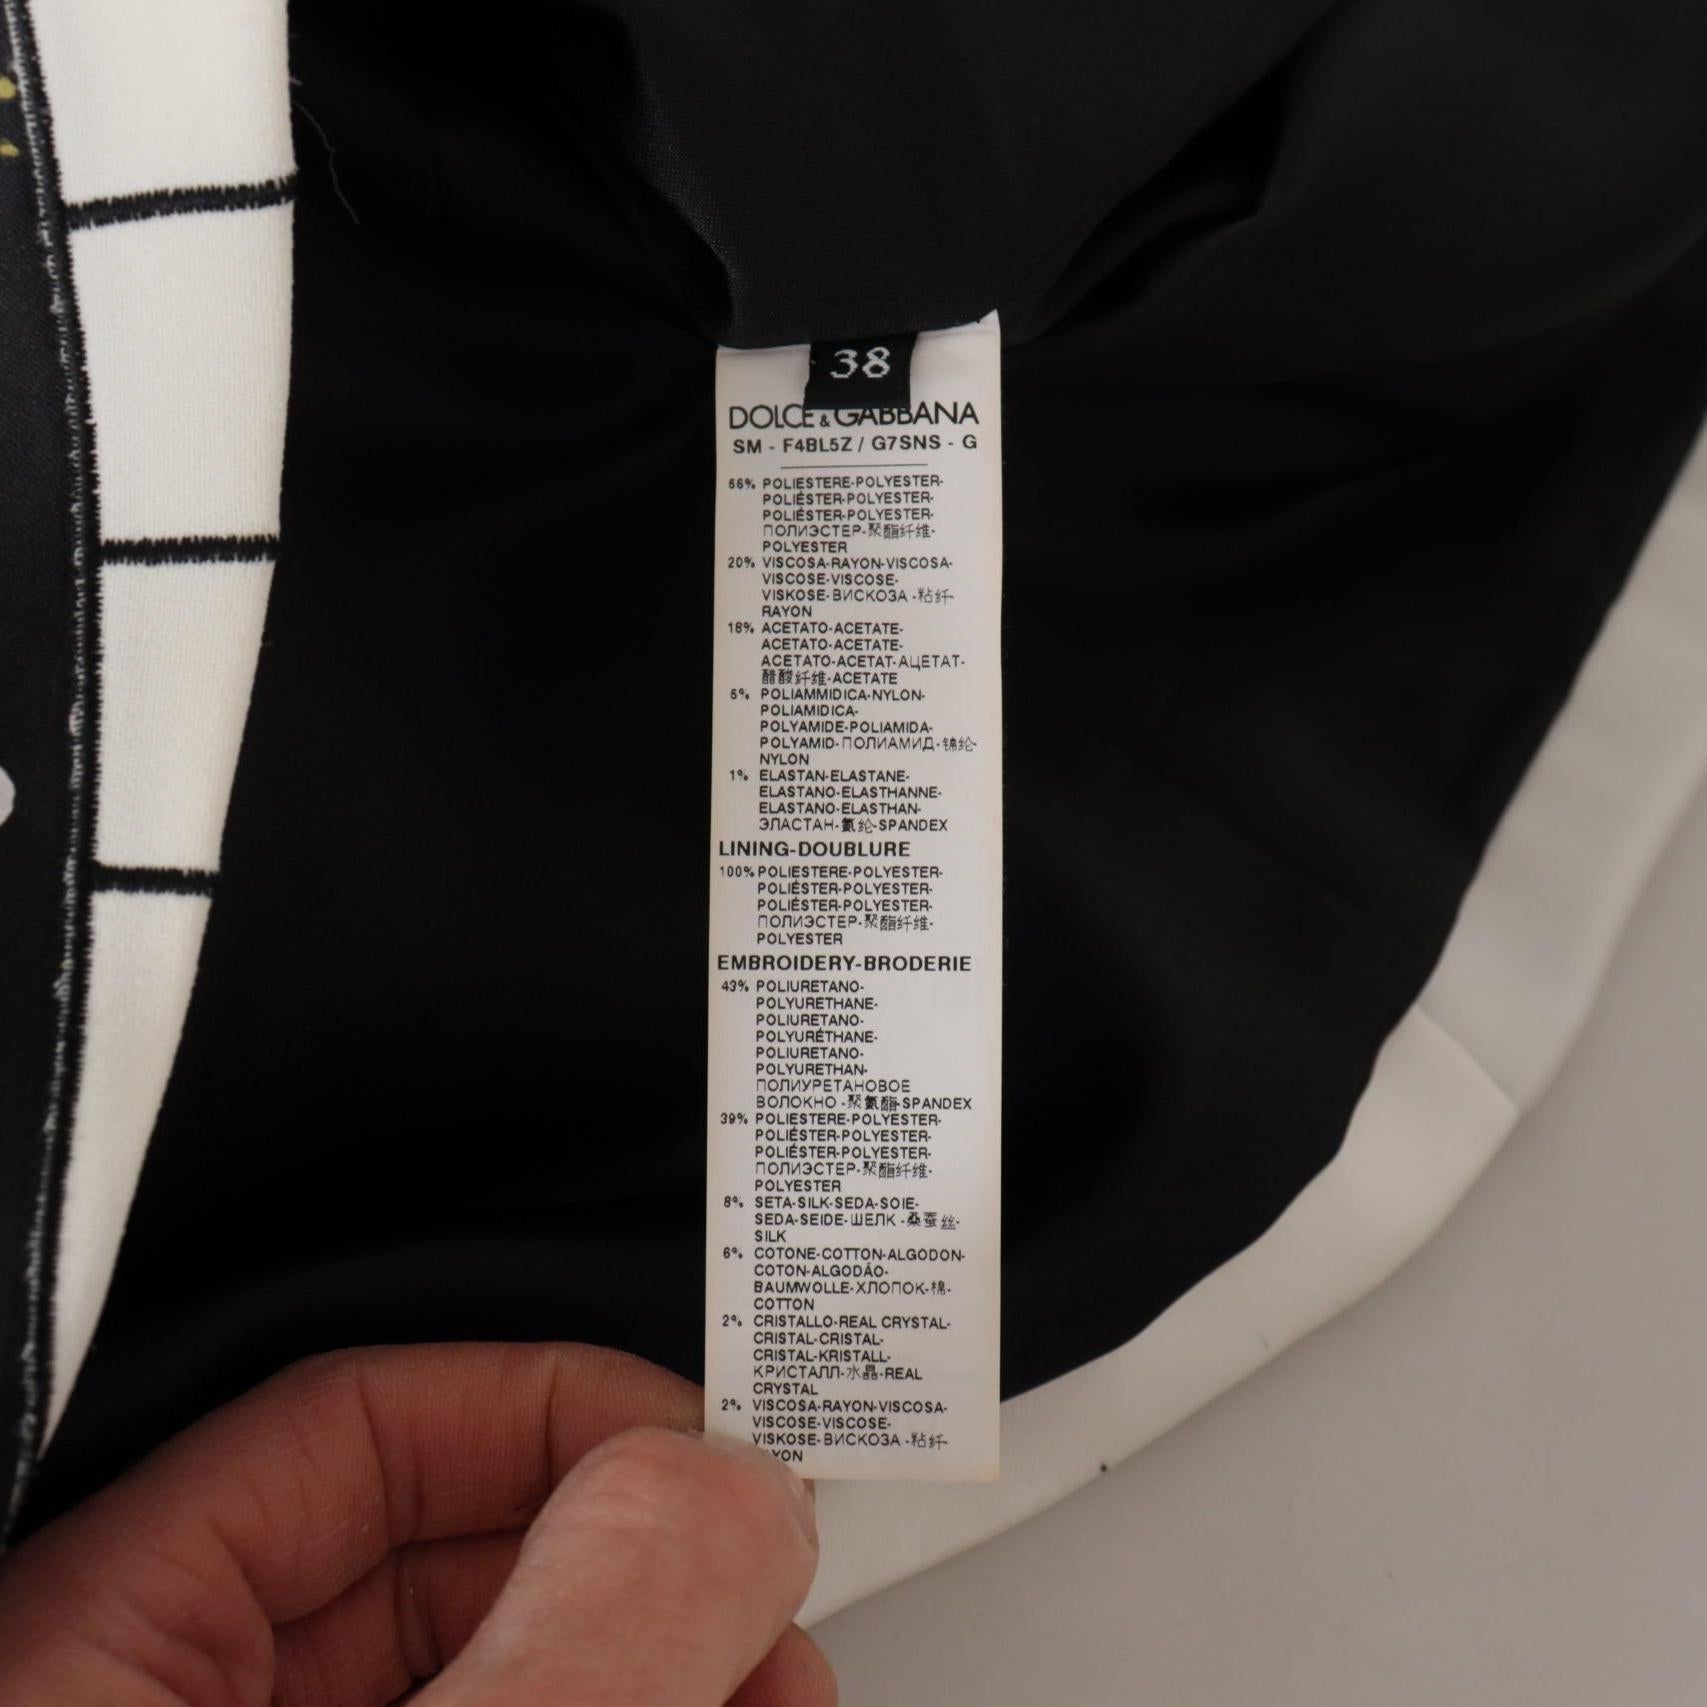 38
DOLCE & GABBANA
SM - F4BL5Z / G7SNS - G
56% POLIESTERE-POLYESTER-
POLIÉSTER-POLYESTER-
POLIÉSTER-POLYESTER-
ПОЛИЭСТЕР-聚酯纤维-
POLYESTER
20% VISCOSA-RAYON-VISCOSA-
VISCOSE-VISCOSE-
VISKOSE-ВИСКОЗА -粘纤-
RAYON
18% ACETATO-ACETATE-
ACETATO-ACETATE-
ACETATO-ACETAT-АЦЕТАТ-
醋酸纤维-ACETATE
5% POLIAMMIDICA-NYLON-
POLIAMIDICA-
POLYAMIDE-POLIAMIDA-
POLYAMID-ПОЛИАМИД-锦纶-
NYLON
1% ELASTAN-ELASTANE-
ELASTANO-ELASTHANNE-
ELASTANO-ELASTHAN-
ЭЛАСТАН-氨纶-SPANDEX
LINING-DOUBLURE
100% POLIESTERE-POLYESTER-
POLIÉSTER-POLYESTER-
POLIÉSTER-POLYESTER-
ПОЛИЭСТЕР-聚酯纤维-
POLYESTER
EMBROIDERY-BRODERIE
43% POLIURETANO-
POLYURETHANE-
POLIURETANO-
POLYURÉTHANE-
POLIURETANO-
POLYURETHAN-
ПОЛИУРЕТАНОВОЕ
ВОЛОКНО -聚氨酯-SPANDEX
39% POLIESTERE-POLYESTER-
POLIÉSTER-POLYESTER-
POLIÉSTER-POLYESTER-
ПОЛИЭСТЕР-聚酯纤维-
POLYESTER
8% SETA-SILK-SEDA-SOIE-
SEDA-SEIDE-ШЕЛК -桑蚕丝-
SILK
6% COTONE-COTTON-ALGODON-
COTON-ALGODÃO-
BAUMWOLLE-ХЛОПОК-棉-
COTTON
2% CRISTALLO-REAL CRYSTAL-
CRISTAL-CRISTAL-
CRISTAL-KRISTALL-
КРИСТАЛЛ-水晶-REAL
CRYSTAL
2% VISCOSA-RAYON-VISCOSA-
VISCOSE-VISCOSE-
VISKOSE-ВИСКОЗА -粘纤-
YON